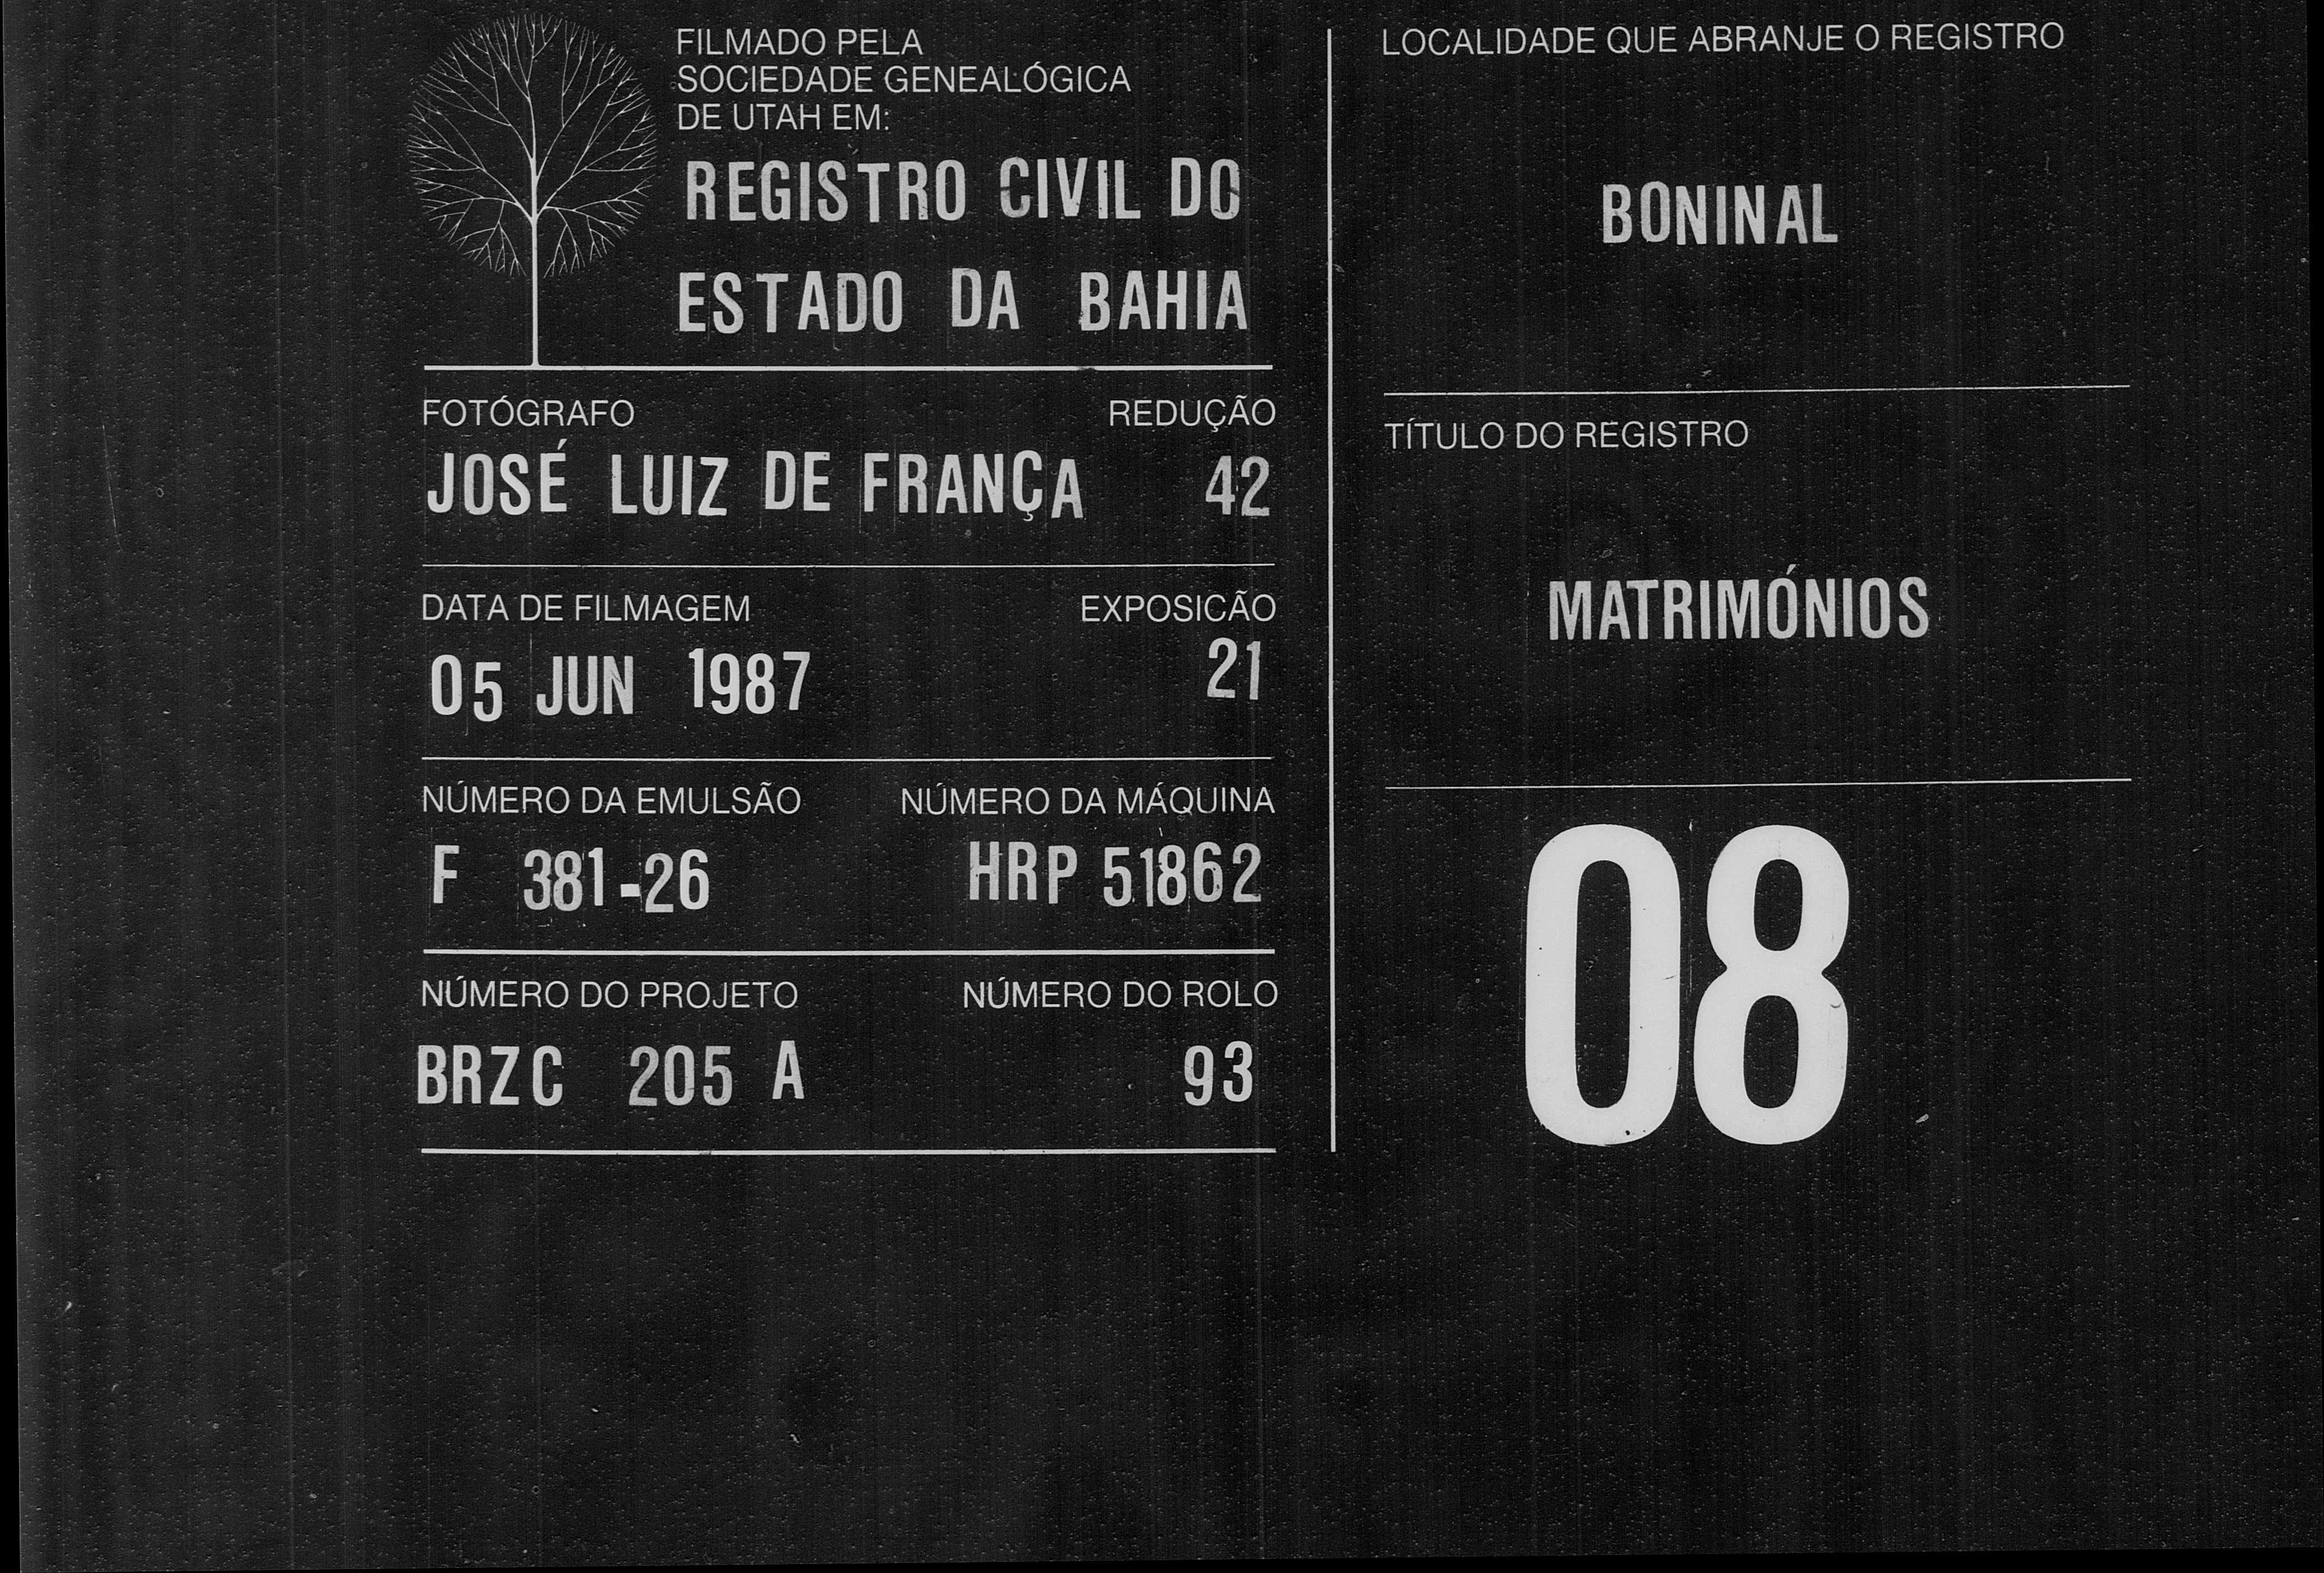 FILMADO PELA
SOCIEDADE GENEALÓGICA
DE UTAH EM:
REGISTRO CIVIL DO
ESTADO DA BAHIA
FOTÓGRAFO REDUÇÃO
JOSÉ LUIZ DE FRANÇA 42
DATA DE FILMAGEM EXPOSICÃO
05 JUN 1987 21
NÚMERO DA EMULSÃO NÚMERO DA MÁQUINA
F 381-26 HRP 51862
NÚMERO DO PROJETO NÚMERO DO ROLO
BRZC 205 A 93
LOCALIDADE QUE ABRANJE O REGISTRO
BONINAL
TÍTULO DO REGISTRO
MATRIMÓNIOS
08